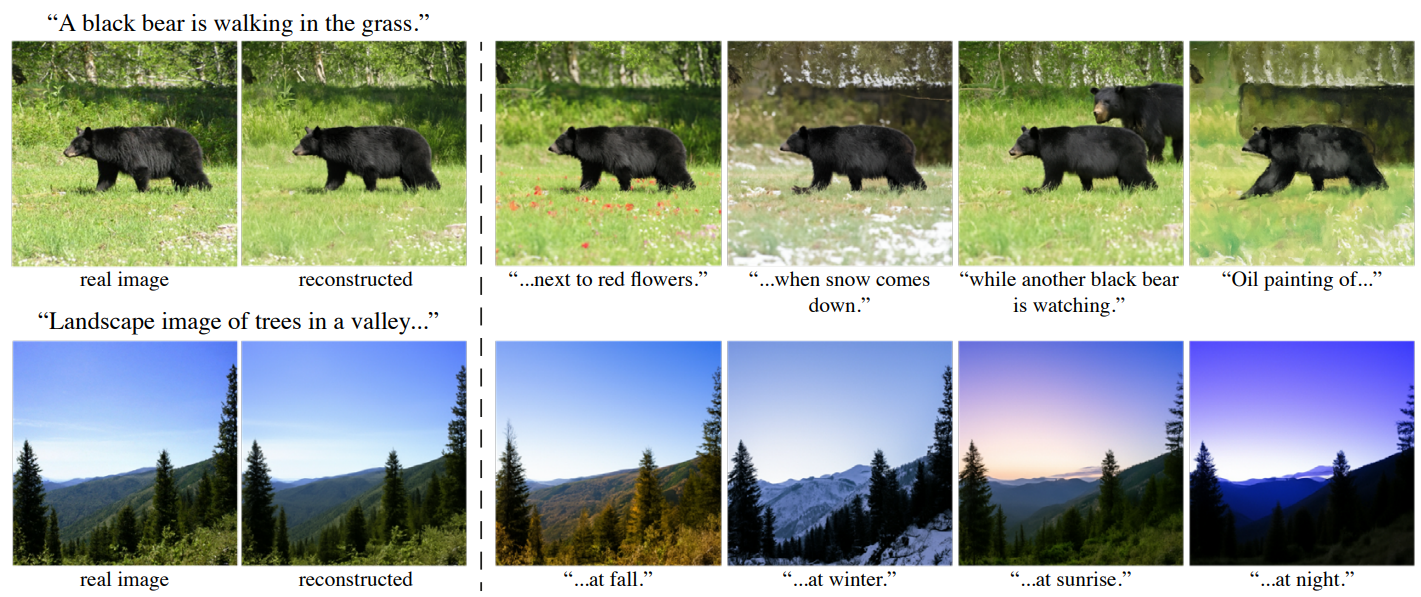 “A black bear is walking in the grass.”
real image
reconstructed
“...next to red flowers.”
“...when snow comes
down.”
“while another black bear
is watching.”
“Oil painting of...”
“Landscape image of trees in a valley...”
real image
reconstructed
“...at fall.”
“...at winter.”
“...at sunrise.”
“...at night.”